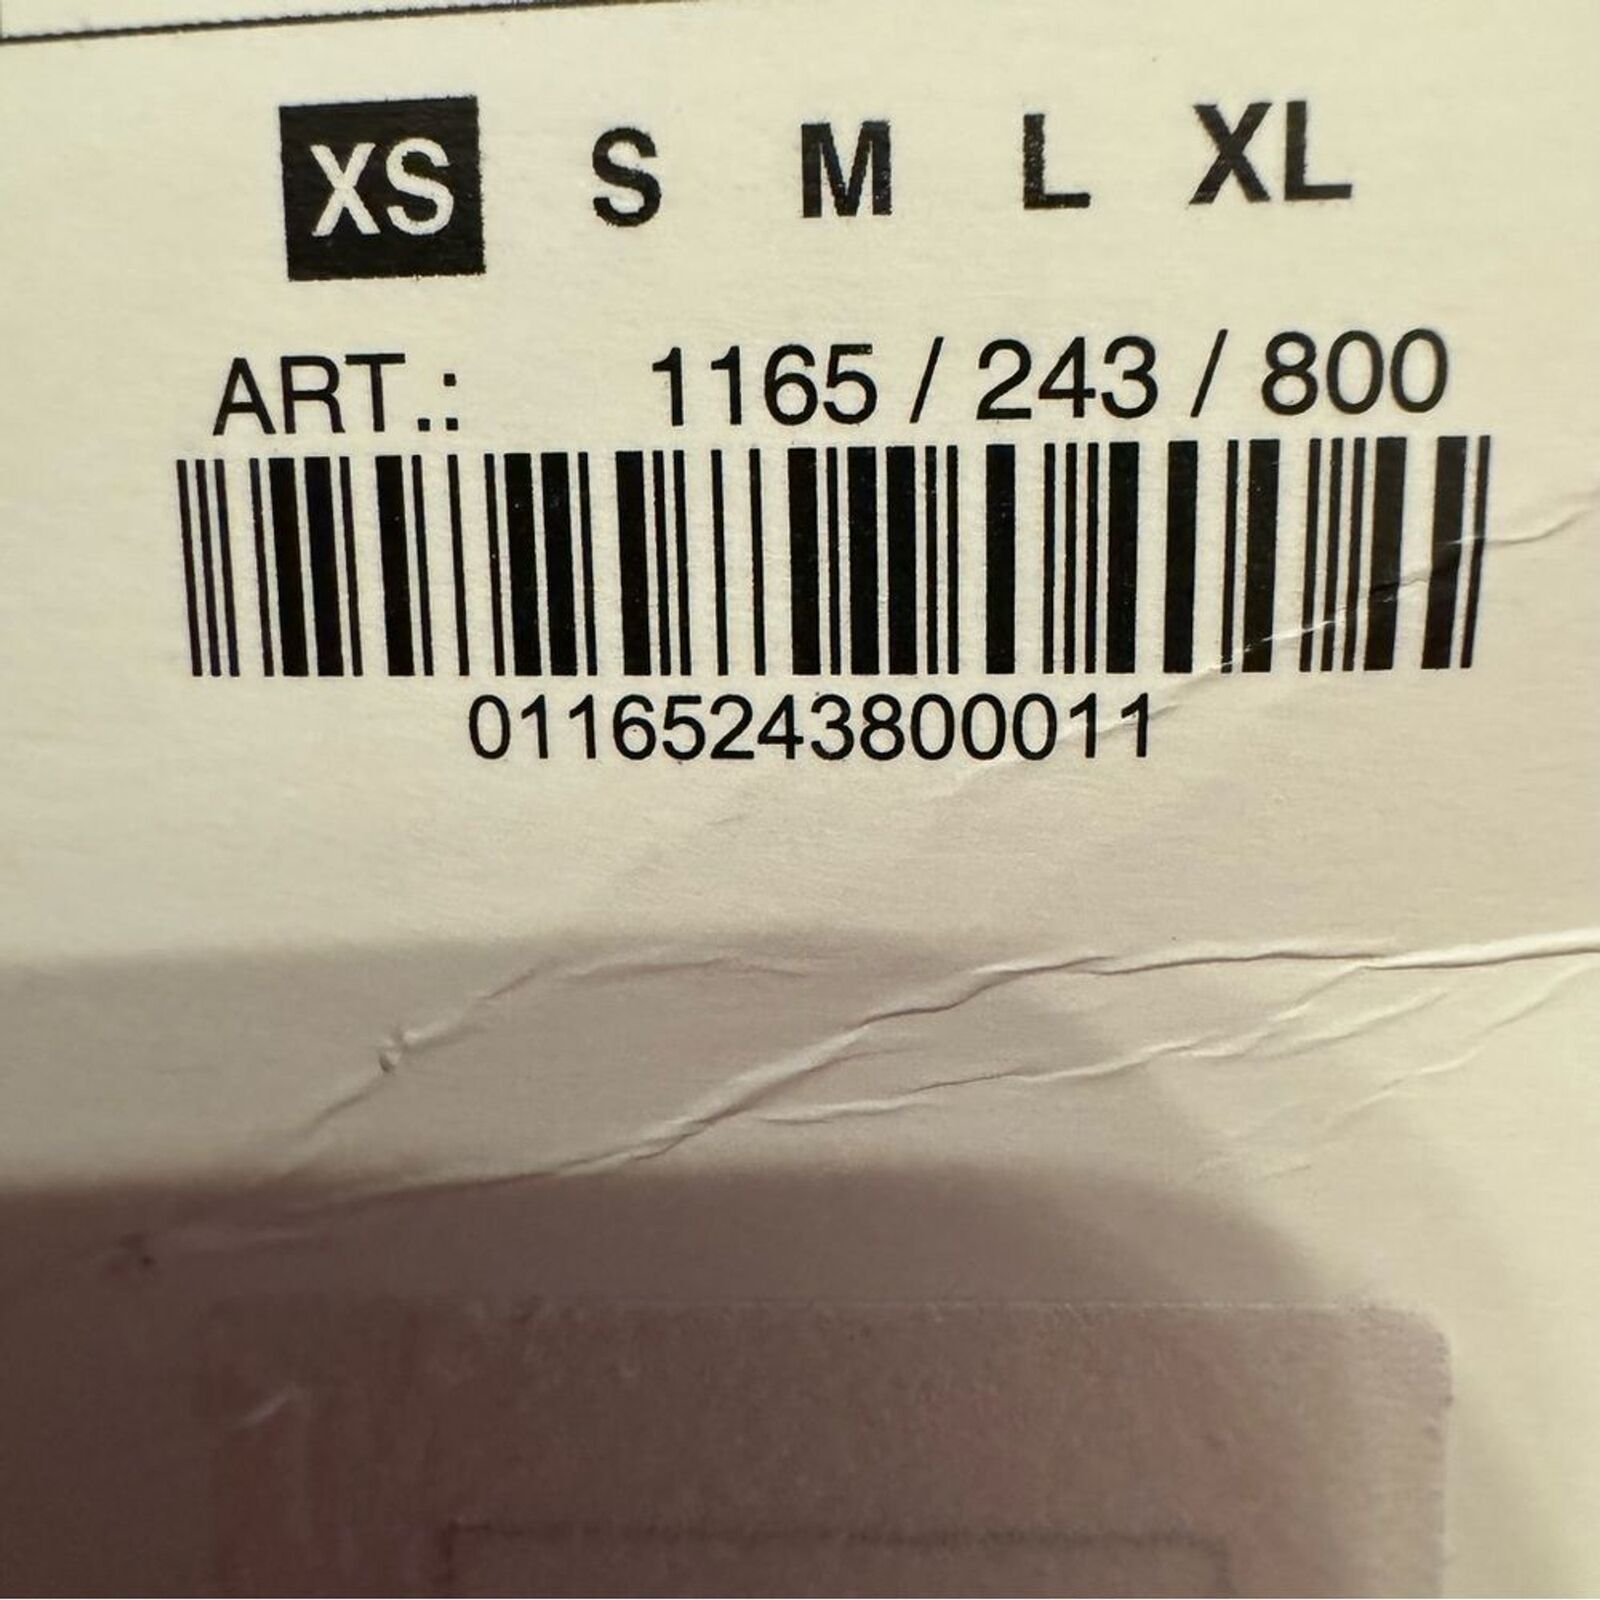 XS S M L XL
ART.: 1165 / 243 / 800
01165243800011